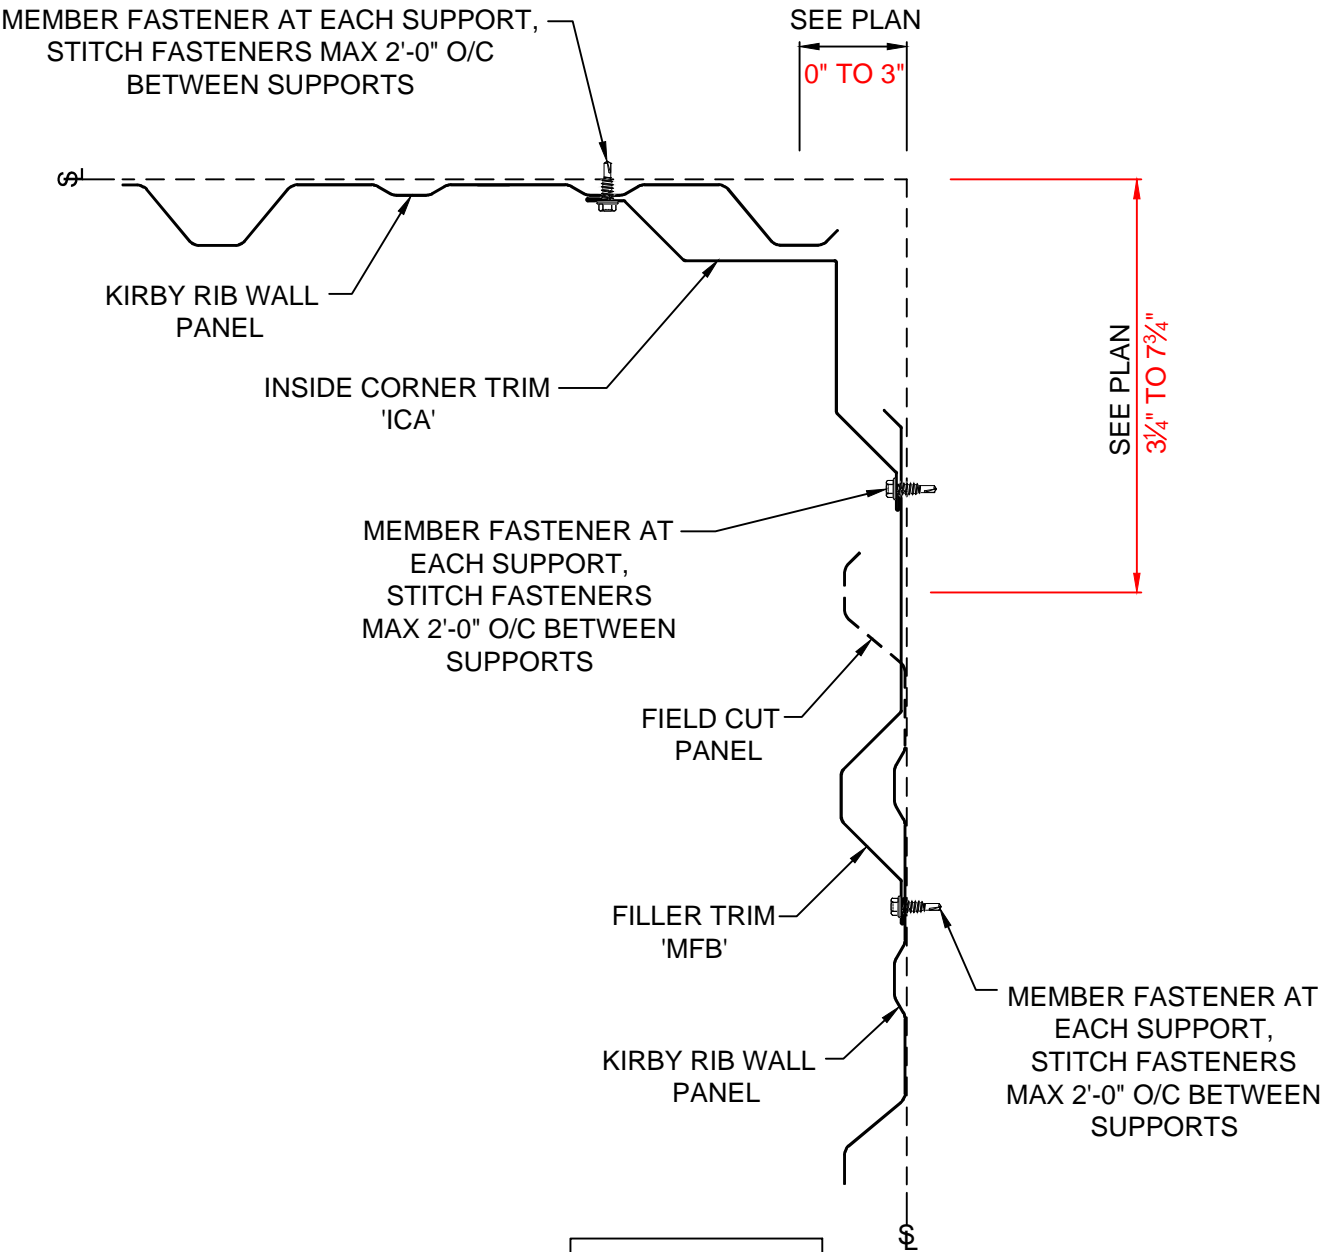 MEMBER FASTENER AT EACH SUPPORT,
STITCH FASTENERS MAX 2'-0" O/C
BETWEEN SUPPORTS
SEE PLAN
0" TO 3"
SL
KIRBY RIB WALL
PANEL
INSIDE CORNER TRIM
'ICA'
SEE PLAN
3¼" TO 7¾"
MEMBER FASTENER AT
EACH SUPPORT,
STITCH FASTENERS
MAX 2'-0" O/C BETWEEN
SUPPORTS
FIELD CUT
PANEL
FILLER TRIM
'MFB'
KIRBY RIB WALL
PANEL
MEMBER FASTENER AT
EACH SUPPORT,
STITCH FASTENERS
MAX 2'-0" O/C BETWEEN
SUPPORTS
SL